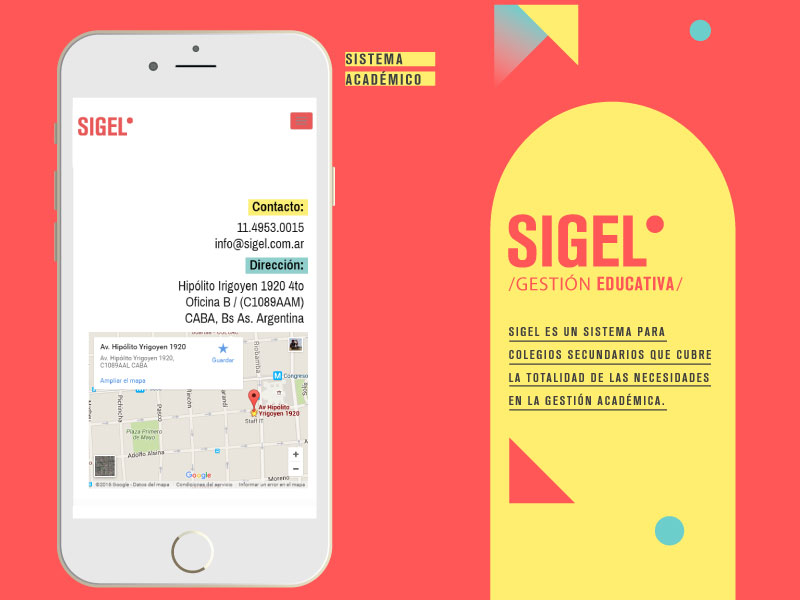 SISTEMA
ACADÉMICO
SIGEL
Contacto:
11.4953.0015
info@sigel.com.ar
Dirección:
Hipólito Irigoyen 1920 4to
Oficina B / (C1089AAM)
CABA, Bs As. Argentina
Av. Hipólito Yrigoyen 1920
Av. Hipólito Yrigoyen 1920,
C1089AAL CABA
Guardar
Ampliar el mapa
Riobamba
Congreso
Pichincha
Pasco
Rincón
Sarandí
Av Hipólito
Yrigoyen 1920
Staff IT
Plaza Primero
de Mayo
Adolfo Alsina
Moreno
Google
©2016 Google - Datos del mapa
Condiciones del servicio
Informar un error en el mapa
SIGEL
/GESTIÓN EDUCATIVA/
SIGEL ES UN SISTEMA PARA
COLEGIOS SECUNDARIOS QUE CUBRE
LA TOTALIDAD DE LAS NECESIDADES
EN LA GESTIÓN ACADÉMICA.